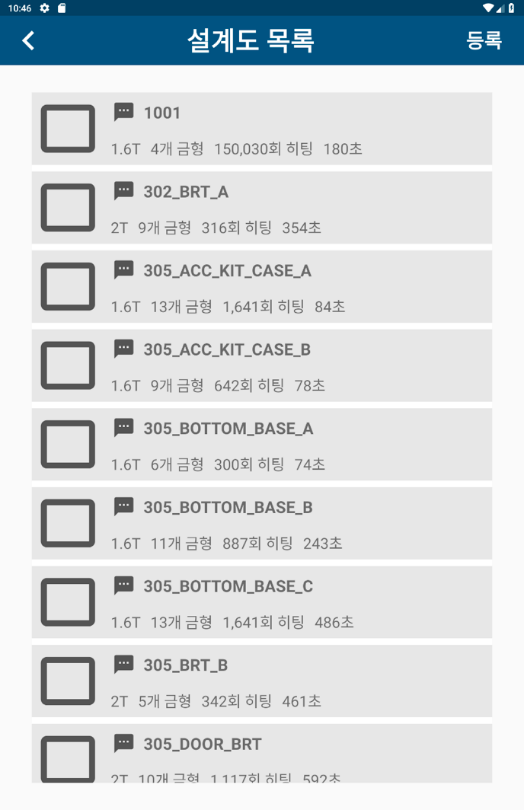 10:46
설계도 목록
등록
1001
1.6T 4개 금형 150,030회 히팅 180초
302_BRT_A
2T 9개 금형 316회 히팅 354초
305_ACC_KIT_CASE_A
1.6T 13개 금형 1,641회 히팅 84초
305_ACC_KIT_CASE_B
1.6T 9개 금형 642회 히팅 78초
305_BOTTOM_BASE_A
1.6T 6개 금형 300회 히팅 74초
305_BOTTOM_BASE_B
1.6T 11개 금형 887회 히팅 243초
305_BOTTOM_BASE_C
1.6T 13개 금형 1,641회 히팅 486초
305_BRT_B
2T 5개 금형 342회 히팅 461초
305_DOOR_BRT
2T 10개 금형 1,117회 히팅 592초